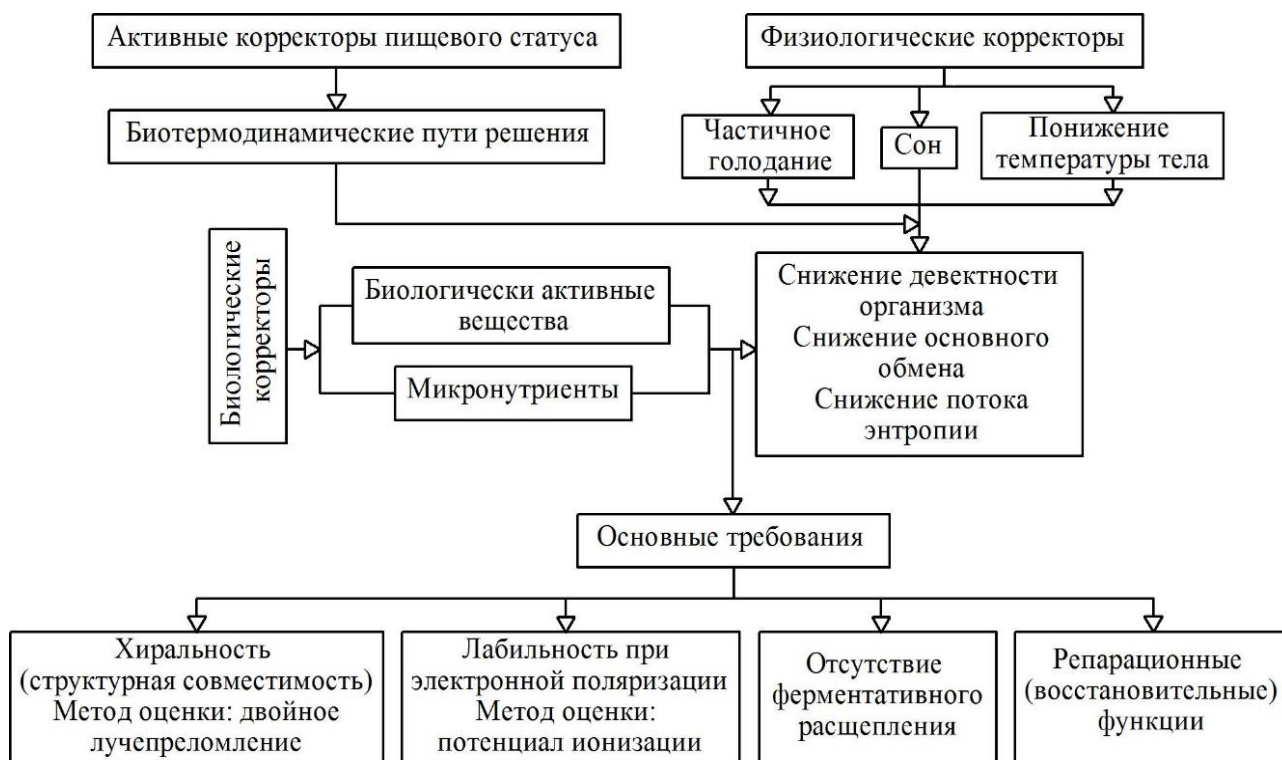 Активные корректоры пищевого статуса
Физиологические корректоры
Биотермодинамические пути решения
Частичное
голодание
Сон
Понижение
температуры тела
Биологические
корректоры
Биологически активные
вещества
Микронутриенты
Снижение девектности
организма
Снижение основного
обмена
Снижение потока
энтропии
Основные требования
Хиральность
(структурная совместимость)
Метод оценки: двойное
лучепреломление
Лабильность при
электронной поляризации
Метод оценки:
потенциал ионизации
Отсутствие
ферментативного
расщепления
Репарационные
(восстановительные)
функции